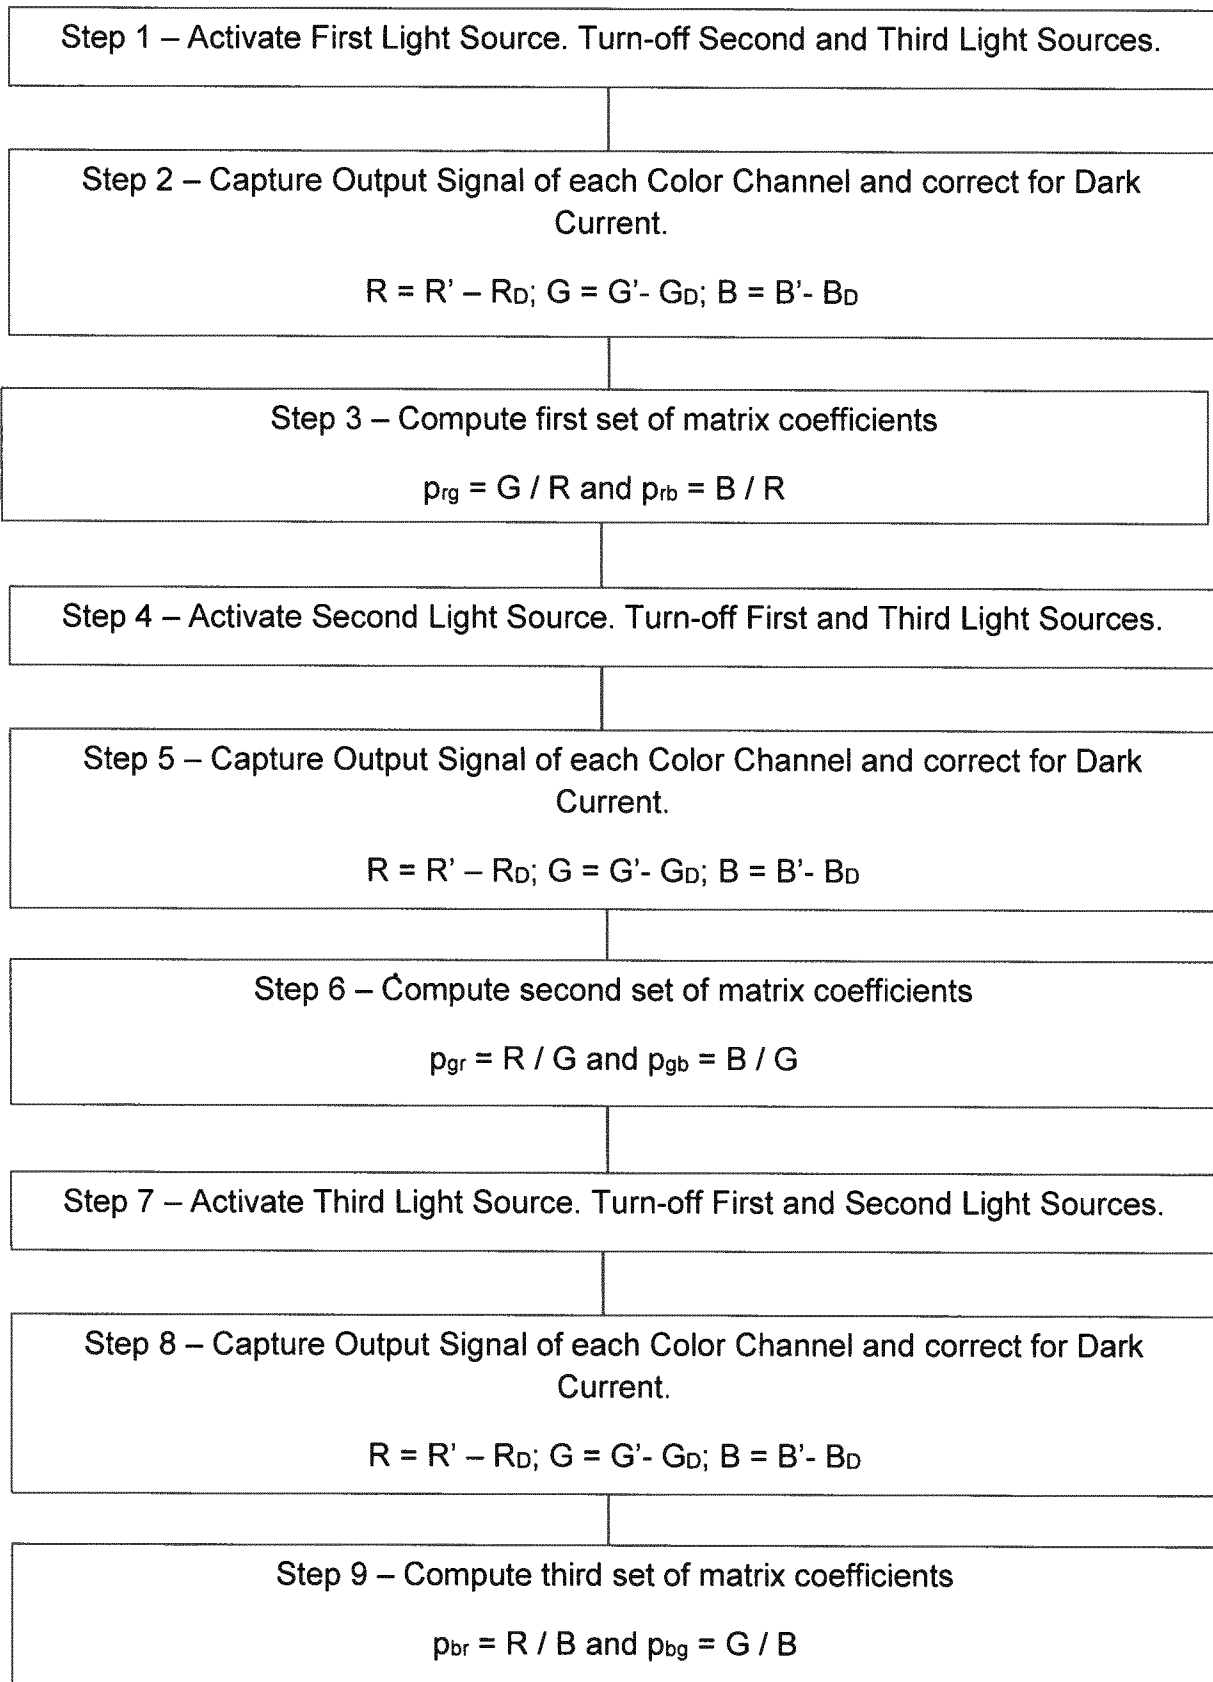 Step 1 – Activate First Light Source. Turn-off Second and Third Light Sources.
Step 2 – Capture Output Signal of each Color Channel and correct for Dark
Current.
R = R’ – RD; G = G’- GD; B = B’- BD
Step 3 – Compute first set of matrix coefficients
prg = G / R and prb = B / R
Step 4 – Activate Second Light Source. Turn-off First and Third Light Sources.
Step 5 – Capture Output Signal of each Color Channel and correct for Dark
Current.
R = R’ – RD; G = G’- GD; B = B’- BD
Step 6 – Compute second set of matrix coefficients
pgr = R / G and pgb = B / G
Step 7 – Activate Third Light Source. Turn-off First and Second Light Sources.
Step 8 – Capture Output Signal of each Color Channel and correct for Dark
Current.
R = R’ – RD; G = G’- GD; B = B’- BD
Step 9 – Compute third set of matrix coefficients
pbr = R / B and pbg = G / B